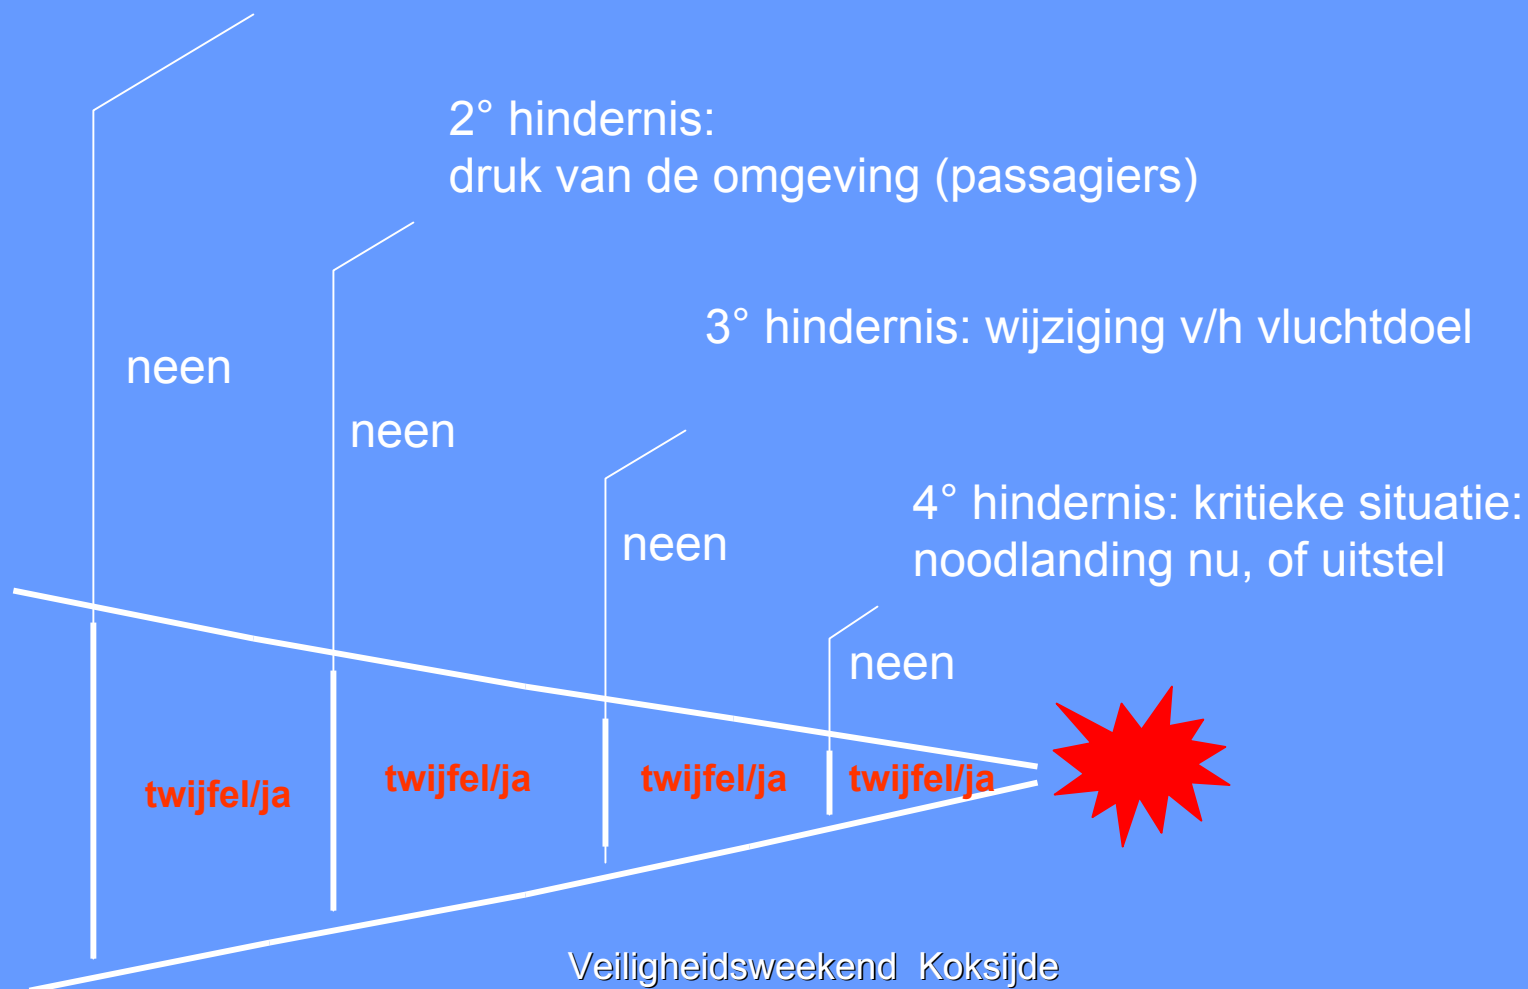 2° hindernis:
druk van de omgeving (passagiers)
3° hindernis: wijziging v/h vluchtdoel
neen
neen
4° hindernis: kritieke situatie:
noodlanding nu, of uitstel
neen
neen
twijfel/ja
twijfel/ja
twijfel/ja
twijfel/ja
Veiligheidsweekend Koksijde